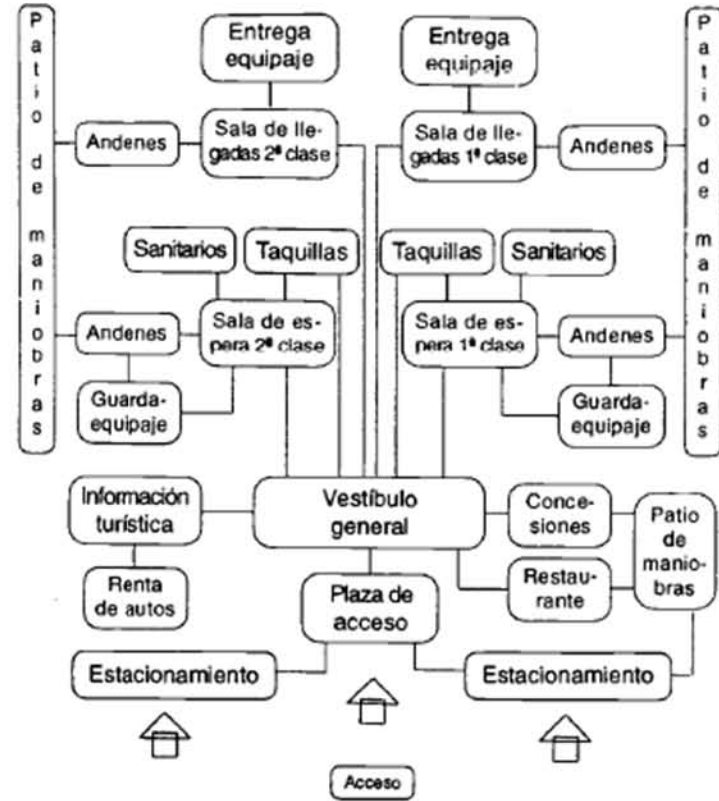 Patio de maniobras
Entrega
equipaje
Entrega
equipaje
Patio de maniobras
Andenes
Sala de lle-
gadas 2ª clase
Sala de lle-
gadas 1ª clase
Andenes
Sanitarios
Taquillas
Taquillas
Sanitarios
Andenes
Sala de es-
pera 2ª clase
Sala de es-
pera 1ª clase
Andenes
Guarda-
equipaje
Guarda-
equipaje
Información
turística
Vestíbulo
general
Conce-
siones
Patio
de
manio-
bras
Renta
de autos
Plaza de
acceso
Restau-
rante
Estacionamiento
Estacionamiento
Acceso